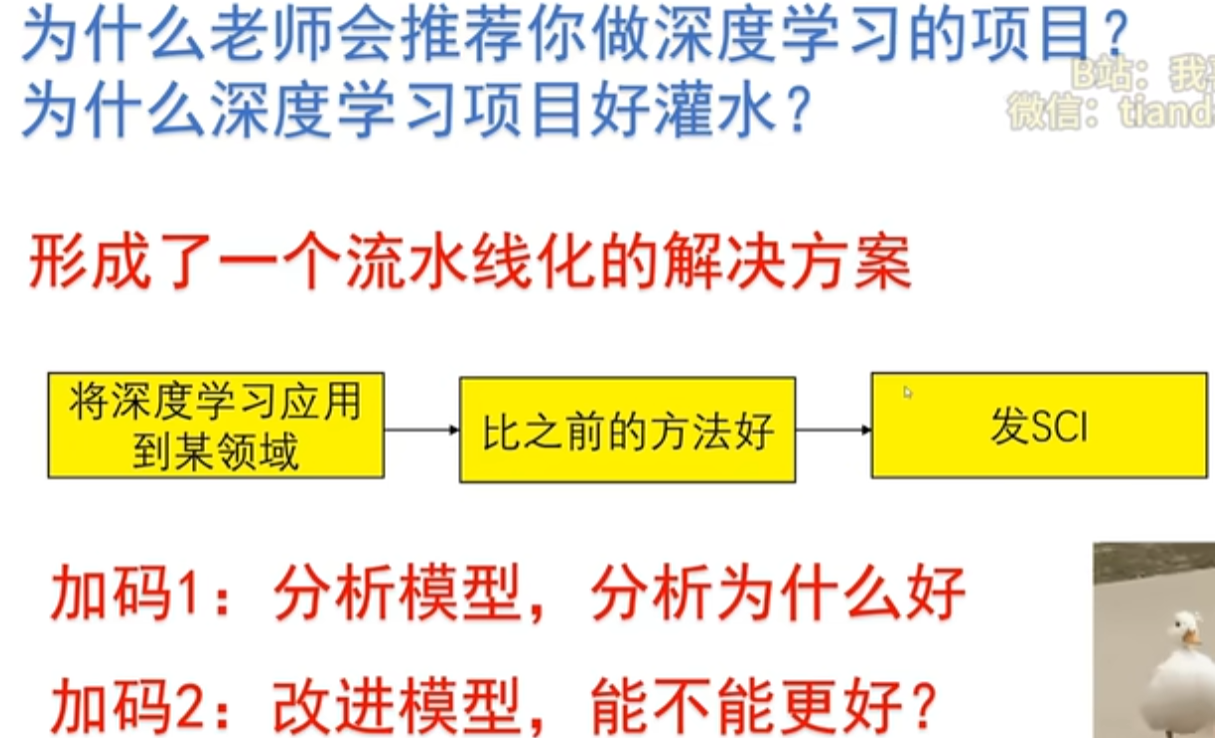 为什么老师会推荐你做深度学习的项目？
B站：我
为什么深度学习项目好灌水？
微信：tiand
形成了一个流水线化的解决方案
将深度学习应用
到某领域
比之前的方法好
发SCI
加码1：分析模型，分析为什么好
加码2：改进模型，能不能更好？